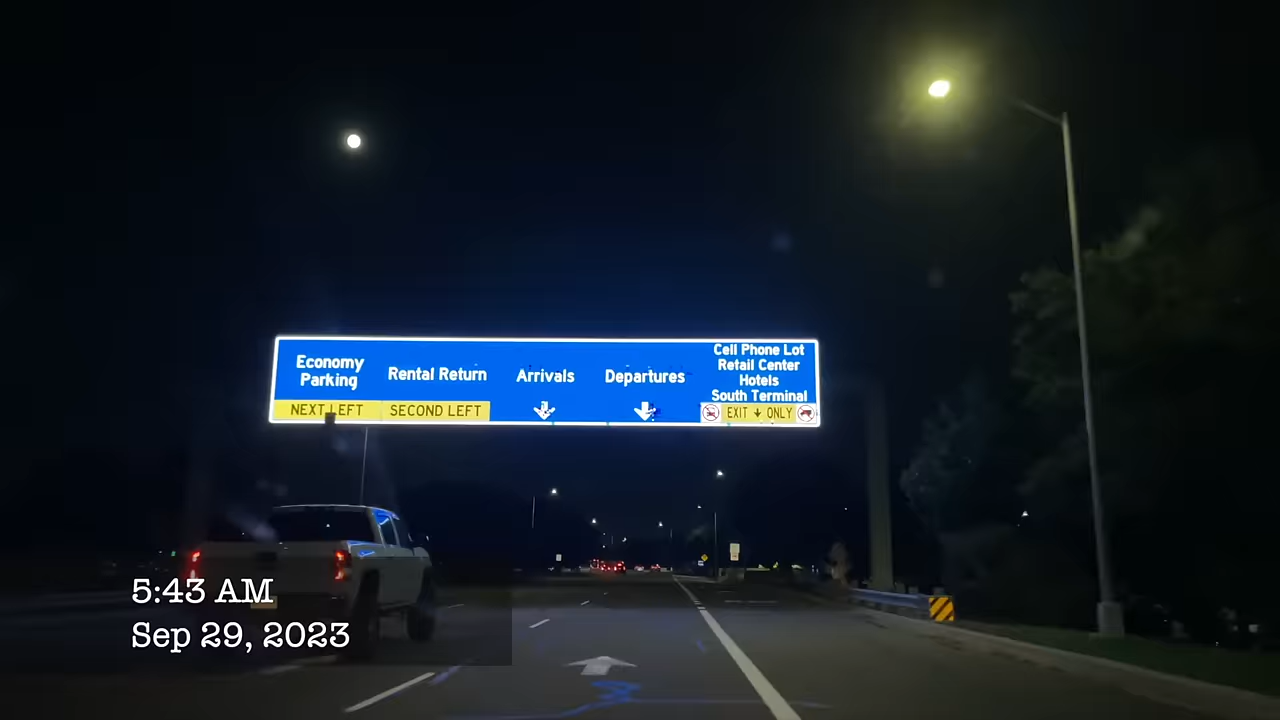 Economy
Parking
NEXT LEFT
Rental Return
SECOND LEFT
Arrivals
Departures
Cell Phone Lot
Retail Center
Hotels
South Terminal
EXIT ONLY
5:43 AM
Sep 29, 2023